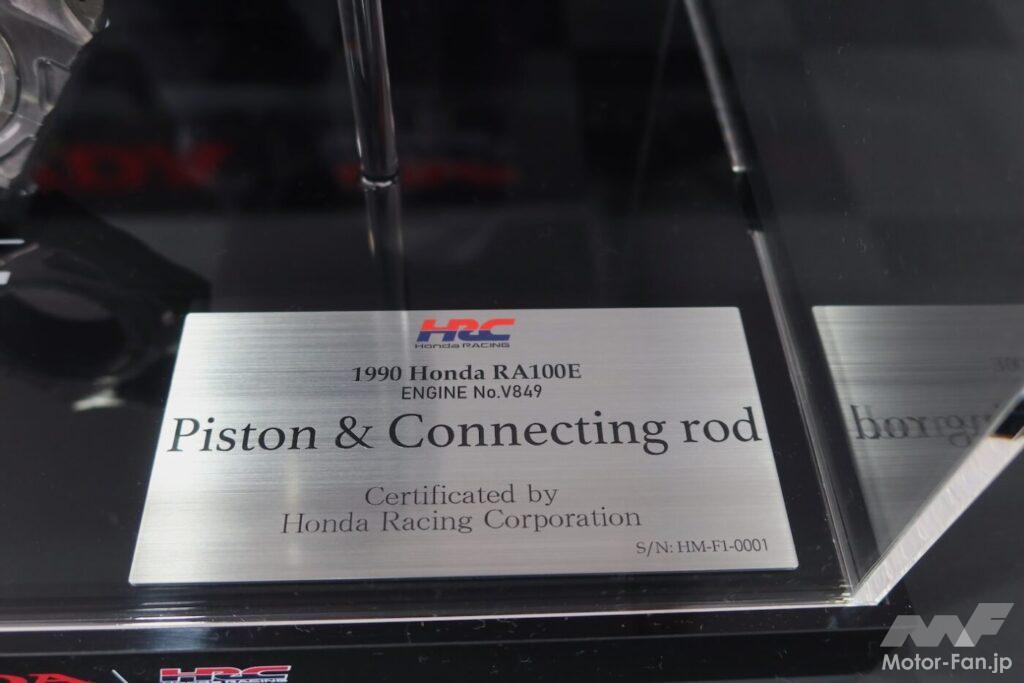 HRC
Honda RACING
1990 Honda RA100E
ENGINE No.V849
Piston & Connecting rod
Certificated by
Honda Racing Corporation
S/N: HM-F1-0001
HRC
Motor-Fan.jp